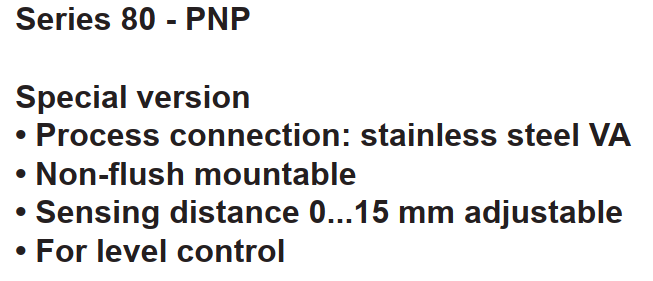 Series 80 - PNP
Special version
• Process connection: stainless steel VA
• Non-flush mountable
• Sensing distance 0...15 mm adjustable
• For level control